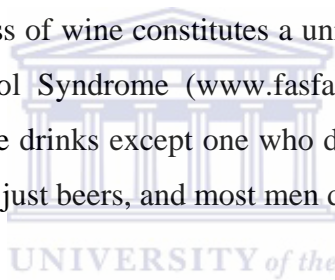 ss of wine constitutes a uni
ol Syndrome (www.fasfa
e drinks except one who d
just beers, and most men d
UNIVERSITY of the